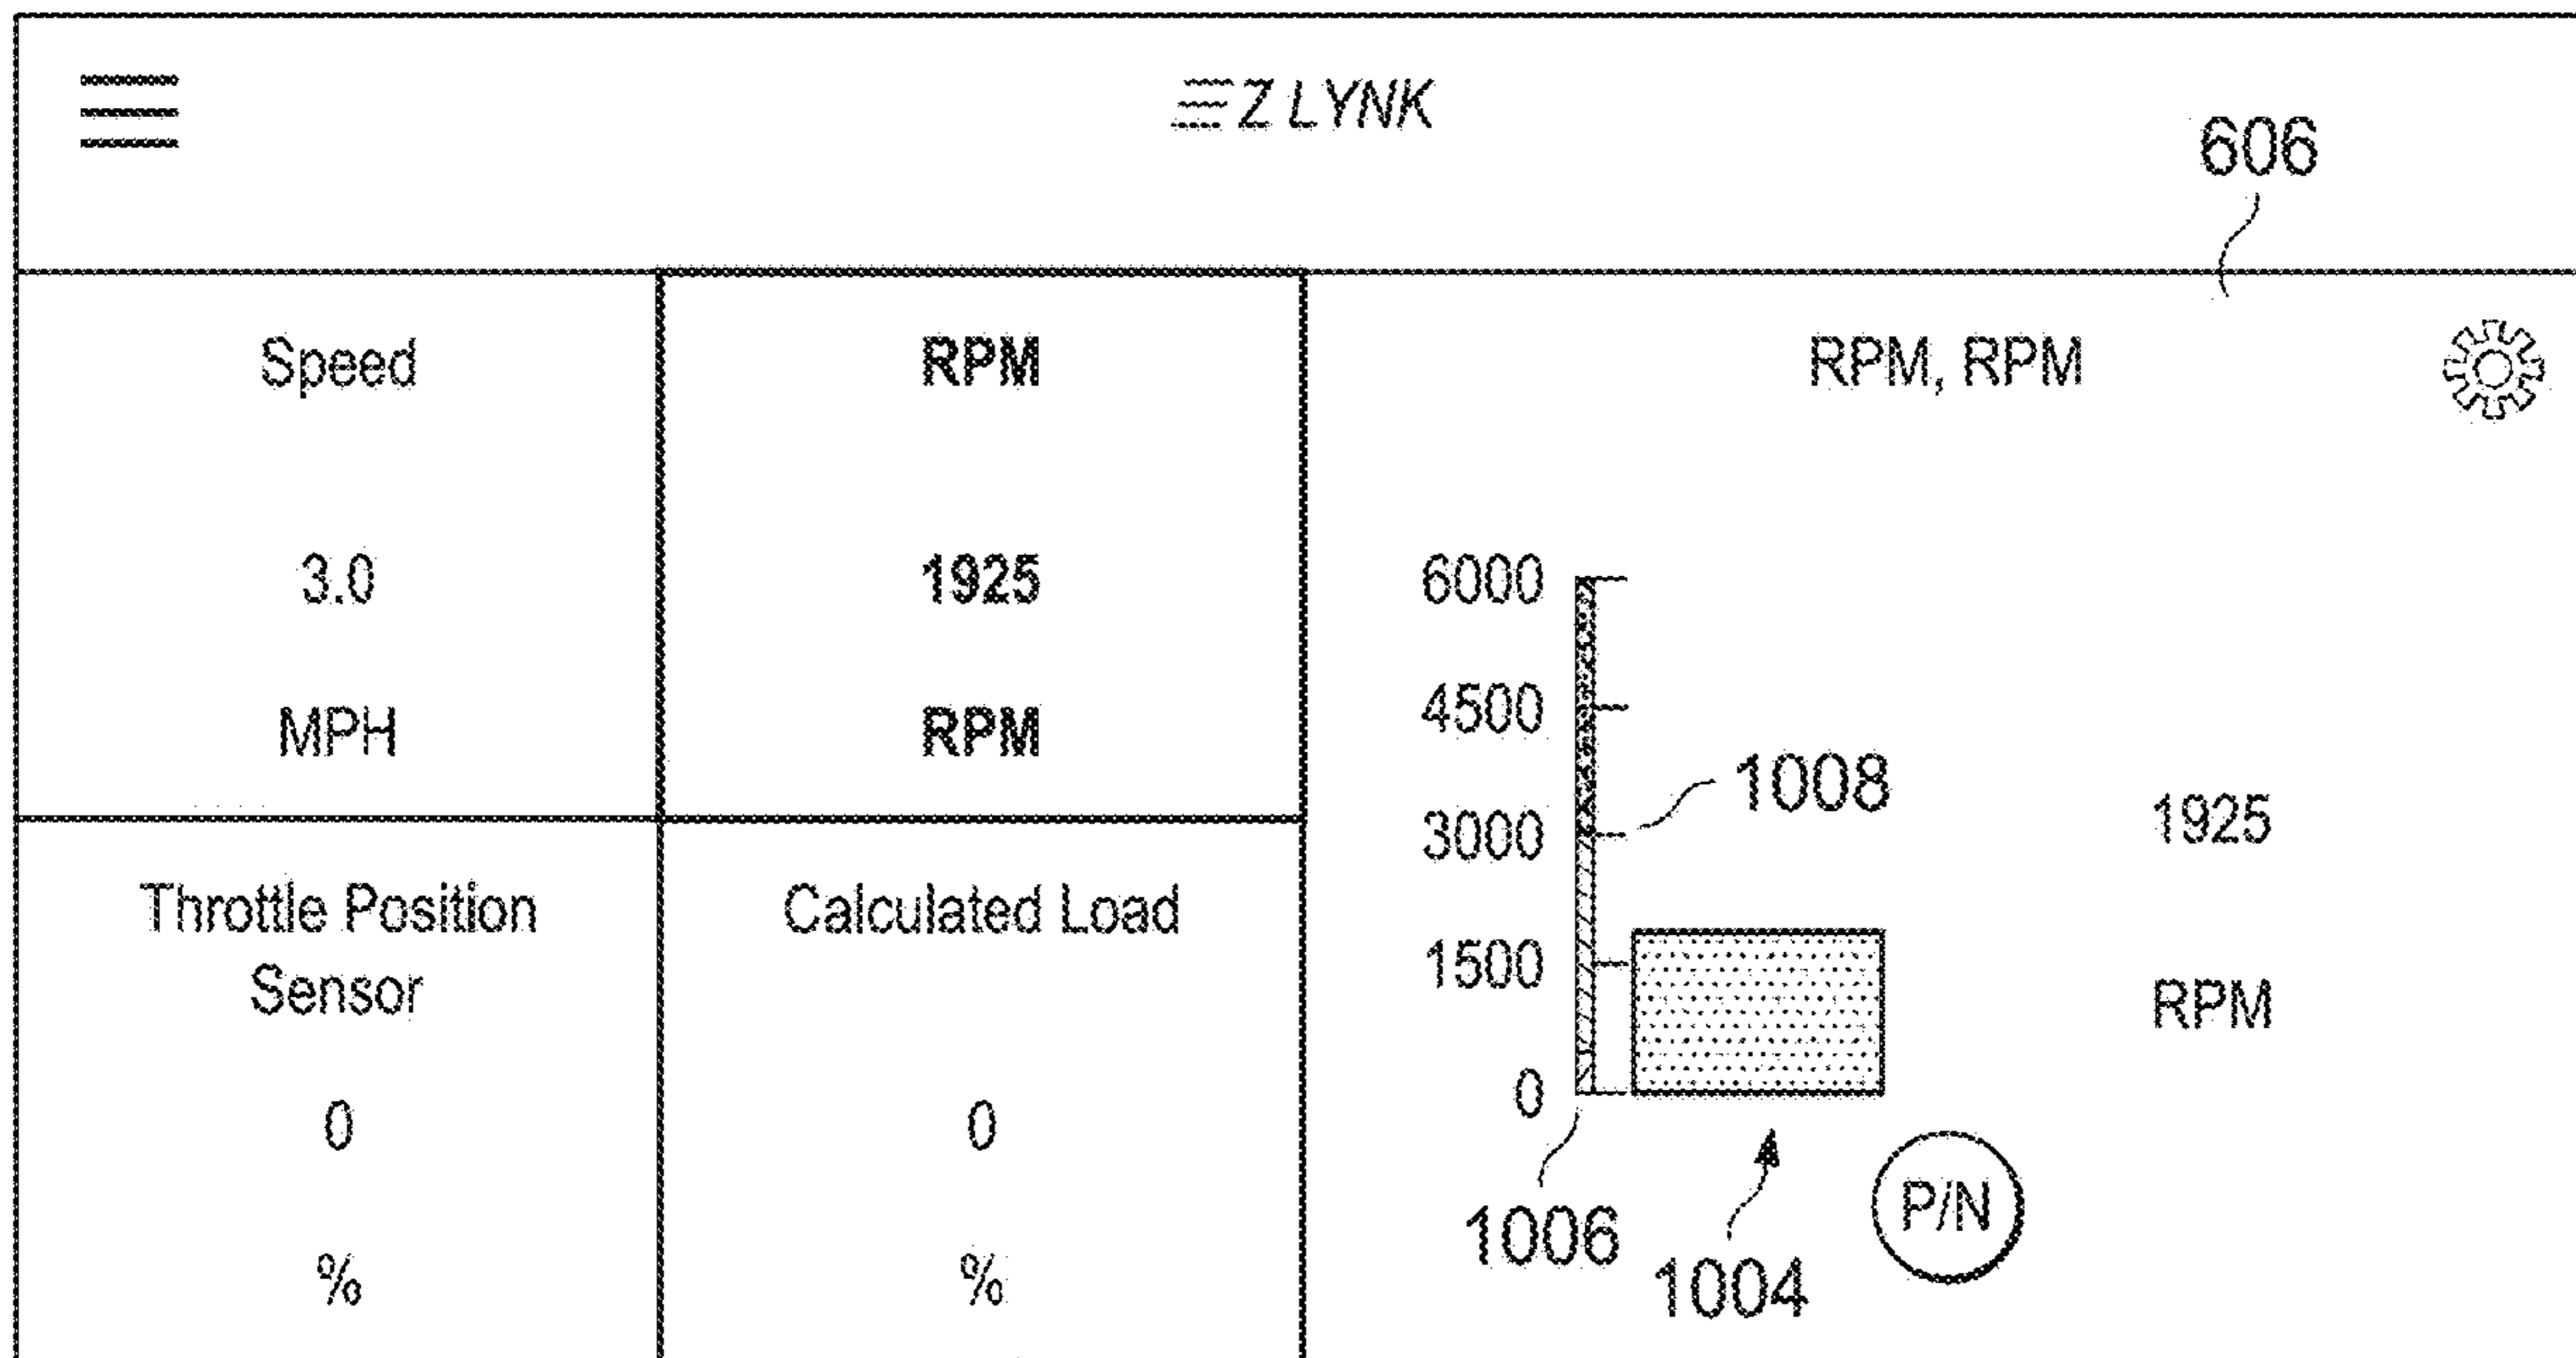 EZ LYNK
606
Speed
3.0
MPH
RPM
1925
RPM
RPM, RPM
6000
4500
3000
1500
0
1008
1925
RPM
1006
1004
P/N
Throttle Position
Sensor
0
%
Calculated Load
0
%